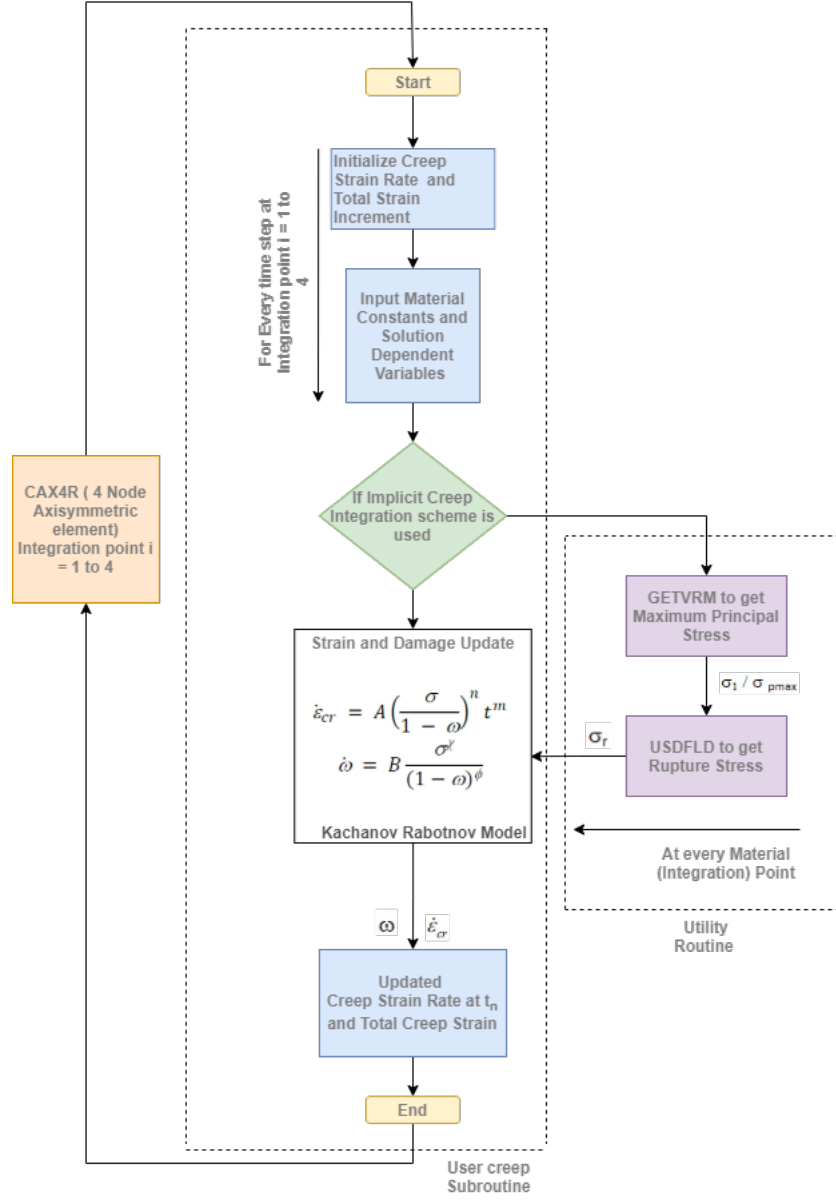 Start
Initialize Creep
Strain Rate and
Total Strain
Increment
For Every time step at
Integration point i = 1 to
4
Input Material
Constants and
Solution
Dependent
Variables
If Implicit Creep
Integration scheme is
used
CAX4R ( 4 Node
Axisymmetric
element)
Integration point i
= 1 to 4
GETVRM to get
Maximum Principal
Stress
σ₁ / σ pmax
USDFLD to get
Rupture Stress
σr
At every Material
(Integration) Point
Utility
Routine
Strain and Damage Update
ε̇cr = A (σ / (1 − ω))ⁿ tᵐ
ω̇ = B σ^χ / (1 − ω)^ϕ
Kachanov Rabotnov Model
ω ε̇cr
Updated
Creep Strain Rate at tn
and Total Creep Strain
End
User creep
Subroutine